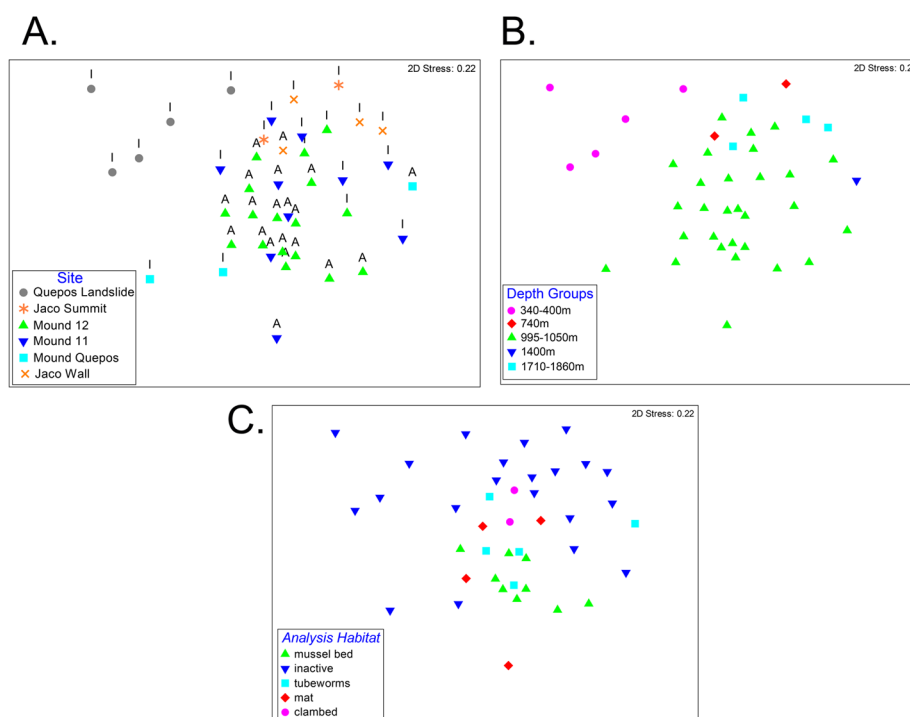 A.
2D Stress: 0.22
I
I
I
I
I
I
I
I
I
I
I
I
I
I
A
I
A
I
I
I
A
A
A
A
I
A
A
A
A
A
I
A
A
A
A
A
A
A
A
I
I
A
Site
Quepos Landslide
Jaco Summit
Mound 12
Mound 11
Mound Quepos
Jaco Wall
B.
2D Stress: 0.2
Depth Groups
340-400m
740m
995-1050m
1400m
1710-1860m
C.
2D Stress: 0.22
Analysis Habitat
mussel bed
inactive
tubeworms
mat
clambed